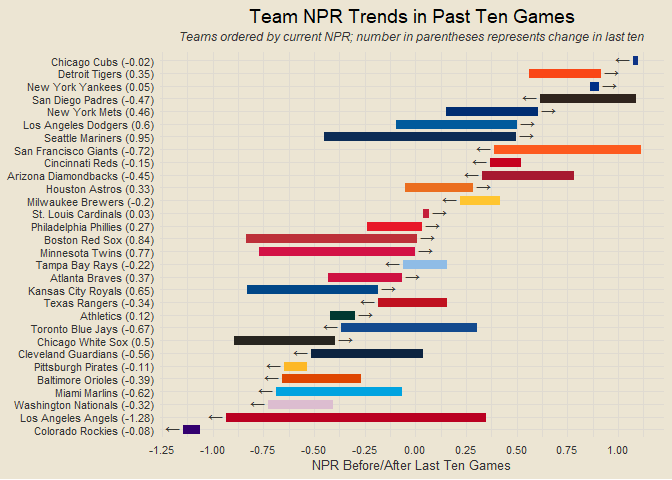 Team NPR Trends in Past Ten Games
Teams ordered by current NPR; number in parentheses represents change in last ten
Chicago Cubs (-0.02)
Detroit Tigers (0.35)
New York Yankees (0.05)
San Diego Padres (-0.47)
New York Mets (0.46)
Los Angeles Dodgers (0.6)
Seattle Mariners (0.95)
San Francisco Giants (-0.72)
Cincinnati Reds (-0.15)
Arizona Diamondbacks (-0.45)
Houston Astros (0.33)
Milwaukee Brewers (-0.2)
St. Louis Cardinals (0.03)
Philadelphia Phillies (0.27)
Boston Red Sox (0.84)
Minnesota Twins (0.77)
Tampa Bay Rays (-0.22)
Atlanta Braves (0.37)
Kansas City Royals (0.65)
Texas Rangers (-0.34)
Athletics (0.12)
Toronto Blue Jays (-0.67)
Chicago White Sox (0.5)
Cleveland Guardians (-0.56)
Pittsburgh Pirates (-0.11)
Baltimore Orioles (-0.39)
Miami Marlins (-0.62)
Washington Nationals (-0.32)
Los Angeles Angels (-1.28)
Colorado Rockies (-0.08)
-1.25 -1.00 -0.75 -0.50 -0.25 0.00 0.25 0.50 0.75 1.00
NPR Before/After Last Ten Games